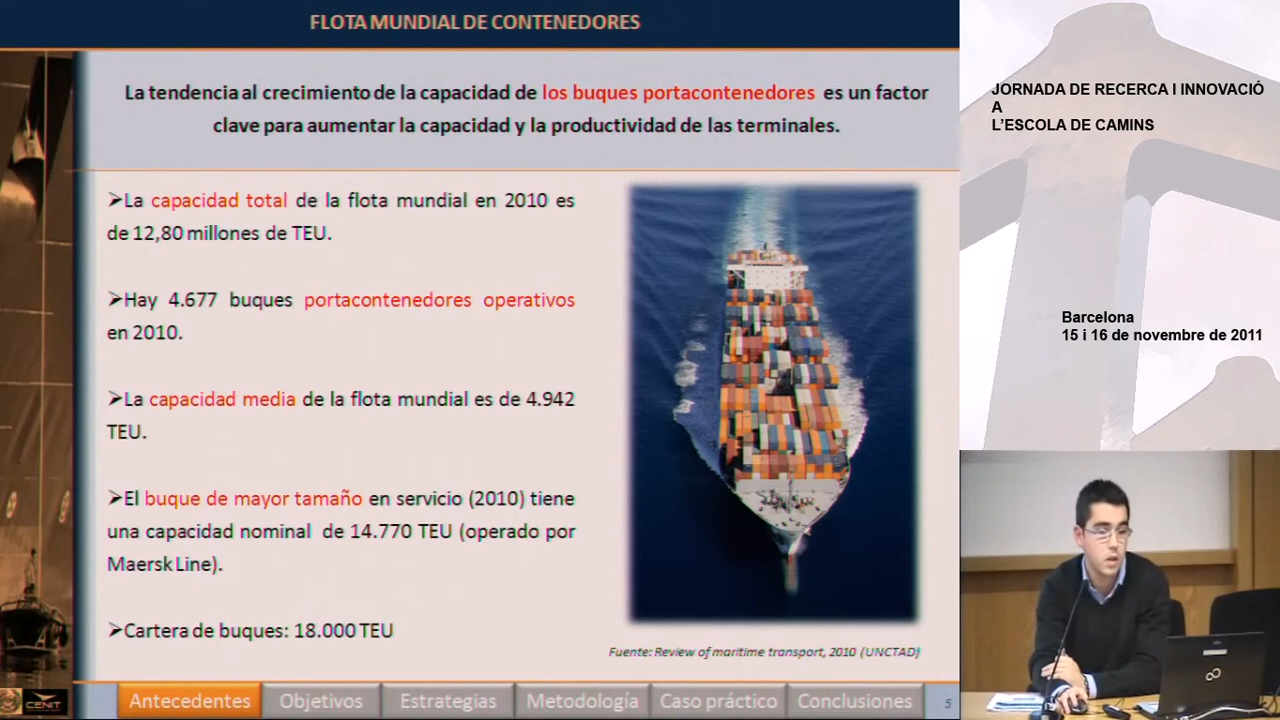 FLOTA MUNDIAL DE CONTENEDORES
La tendencia al crecimiento de la capacidad de los buques portacontenedores es un factor
clave para aumentar la capacidad y la productividad de las terminales.
➢La capacidad total de la flota mundial en 2010 es
de 12,80 millones de TEU.
➢Hay 4.677 buques portacontenedores operativos
en 2010.
➢La capacidad media de la flota mundial es de 4.942
TEU.
➢El buque de mayor tamaño en servicio (2010) tiene
una capacidad nominal de 14.770 TEU (operado por
Maersk Line).
➢Cartera de buques: 18.000 TEU
Fuente: Review of maritime transport, 2010 (UNCTAD)
CENIT
Antecedentes
Objetivos
Estrategias
Metodología
Caso práctico
Conclusiones
5
JORNADA DE RECERCA I INNOVACIÓ
A
L'ESCOLA DE CAMINS
Barcelona
15 i 16 de novembre de 2011